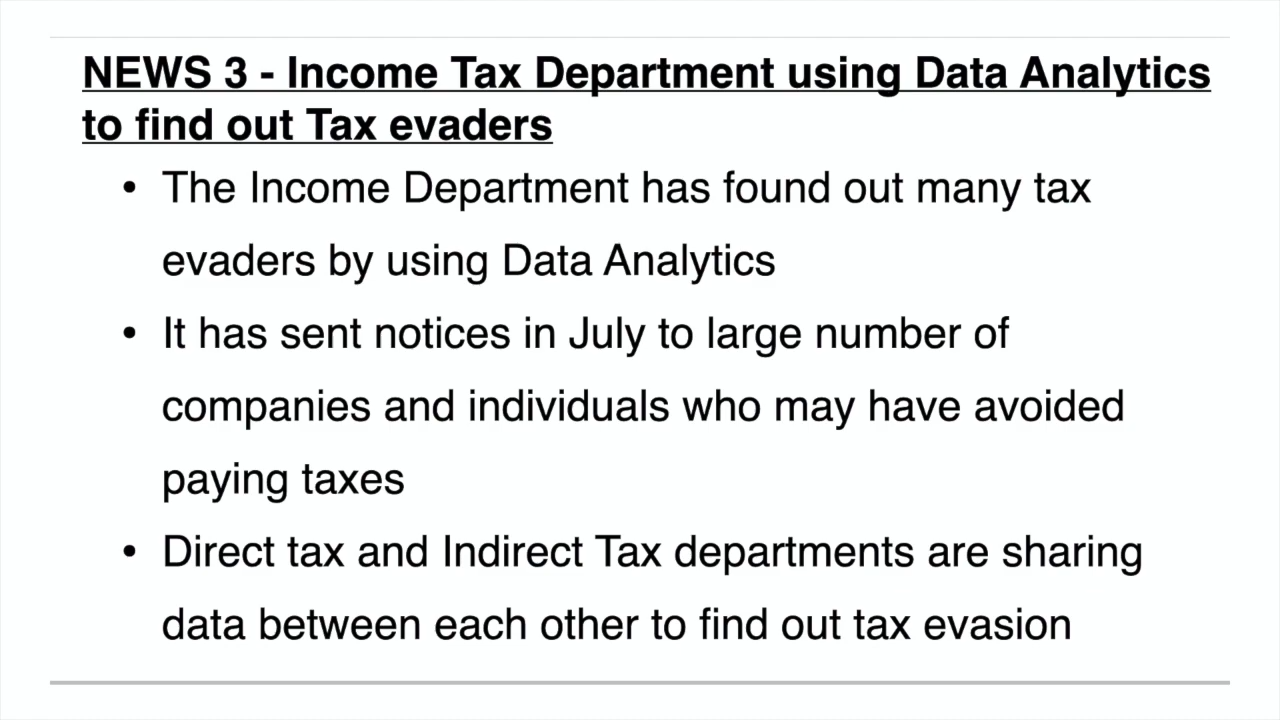 NEWS 3 - Income Tax Department using Data Analytics
to find out Tax evaders
• The Income Department has found out many tax
evaders by using Data Analytics
• It has sent notices in July to large number of
companies and individuals who may have avoided
paying taxes
• Direct tax and Indirect Tax departments are sharing
data between each other to find out tax evasion